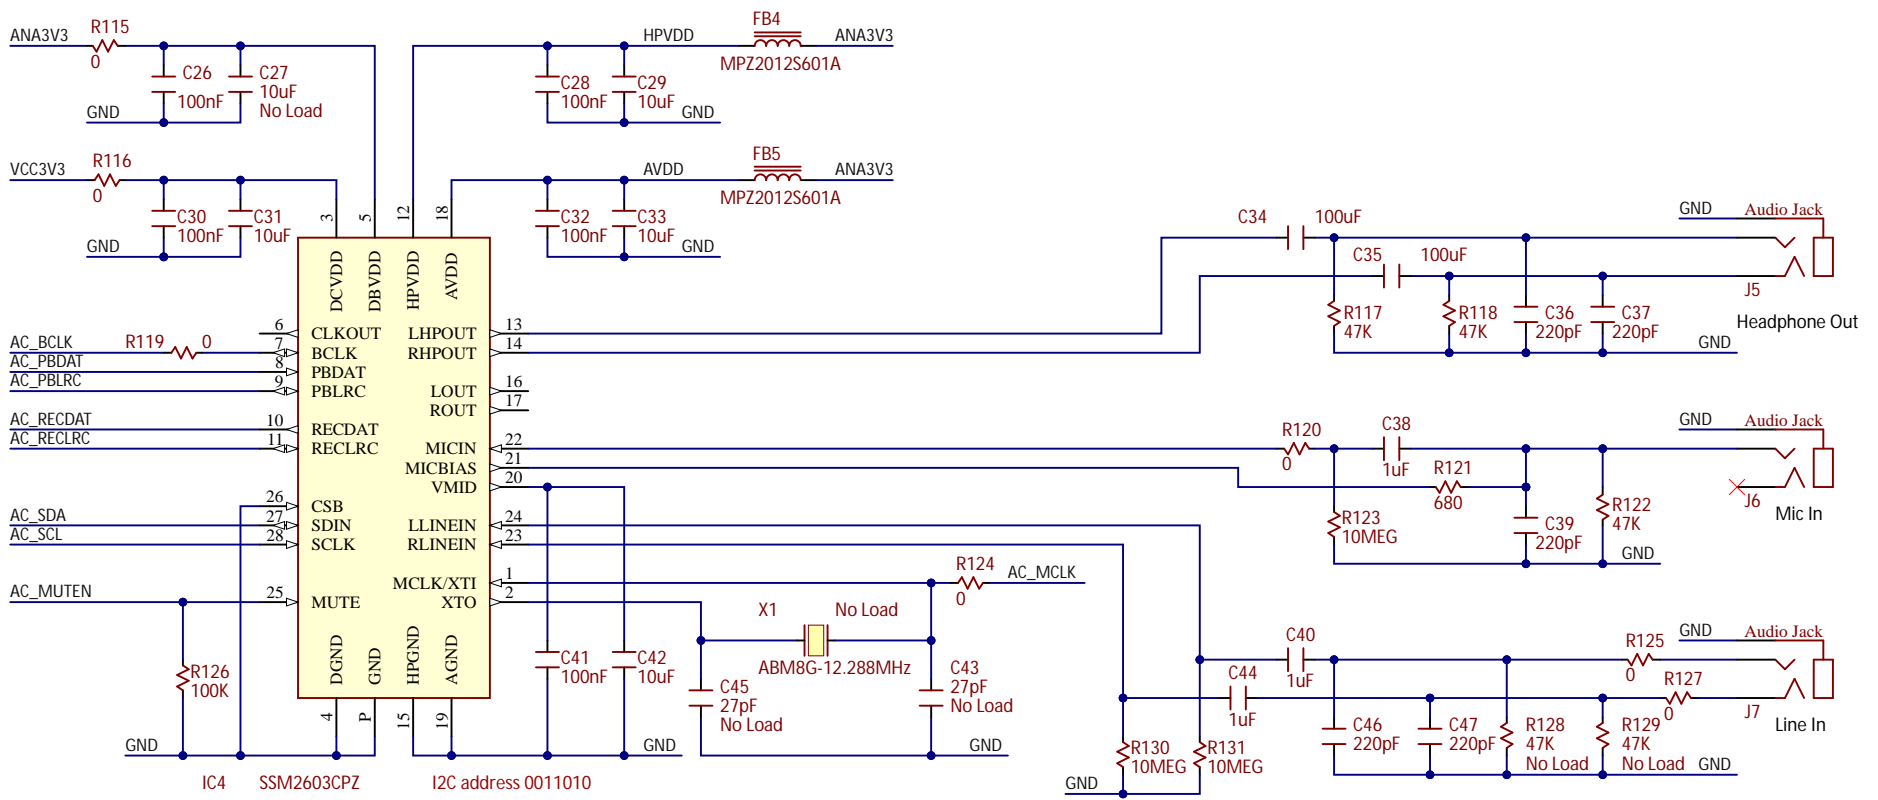 ANA3V3
R115
0
C26
100nF
C27
10uF
No Load
GND
HPVDD
FB4
ANA3V3
MPZ2012S601A
C28
100nF
C29
10uF
GND
VCC3V3
R116
0
C30
100nF
C31
10uF
GND
AVDD
FB5
ANA3V3
MPZ2012S601A
C32
100nF
C33
10uF
GND
3
5
12
18
DCVDD
DBVDD
HPVDD
AVDD
6
CLKOUT
AC_BCLK
R119
0
7
BCLK
AC_PBDAT
8
PBDAT
AC_PBLRC
9
PBLRC
AC_RECDAT
10
RECDAT
AC_RECLRC
11
RECLRC
26
CSB
AC_SDA
27
SDIN
AC_SCL
28
SCLK
AC_MUTEN
25
MUTE
R126
100K
GND
LHPOUT
13
RHPOUT
14
LOUT
16
ROUT
17
MICIN
22
MICBIAS
21
VMID
20
LLINEIN
24
RLINEIN
23
MCLK/XTI
1
XTO
2
DGND
GND
HPGND
AGND
4
P
15
19
IC4
SSM2603CPZ
I2C address 0011010
C41
100nF
C42
10uF
GND
R124
0
AC_MCLK
X1
No Load
ABM8G-12.288MHz
C45
27pF
No Load
C43
27pF
No Load
GND
C34
100uF
C35
100uF
R117
47K
R118
47K
C36
220pF
C37
220pF
GND
GND
Audio Jack
J5
Headphone Out
R120
0
C38
1uF
R121
680
R123
10MEG
C39
220pF
R122
47K
GND
GND
Audio Jack
J6
Mic In
C40
1uF
C44
1uF
R130
10MEG
R131
10MEG
GND
C46
220pF
C47
220pF
R128
47K
No Load
R129
47K
No Load
GND
R125
0
R127
0
GND
Audio Jack
J7
Line In